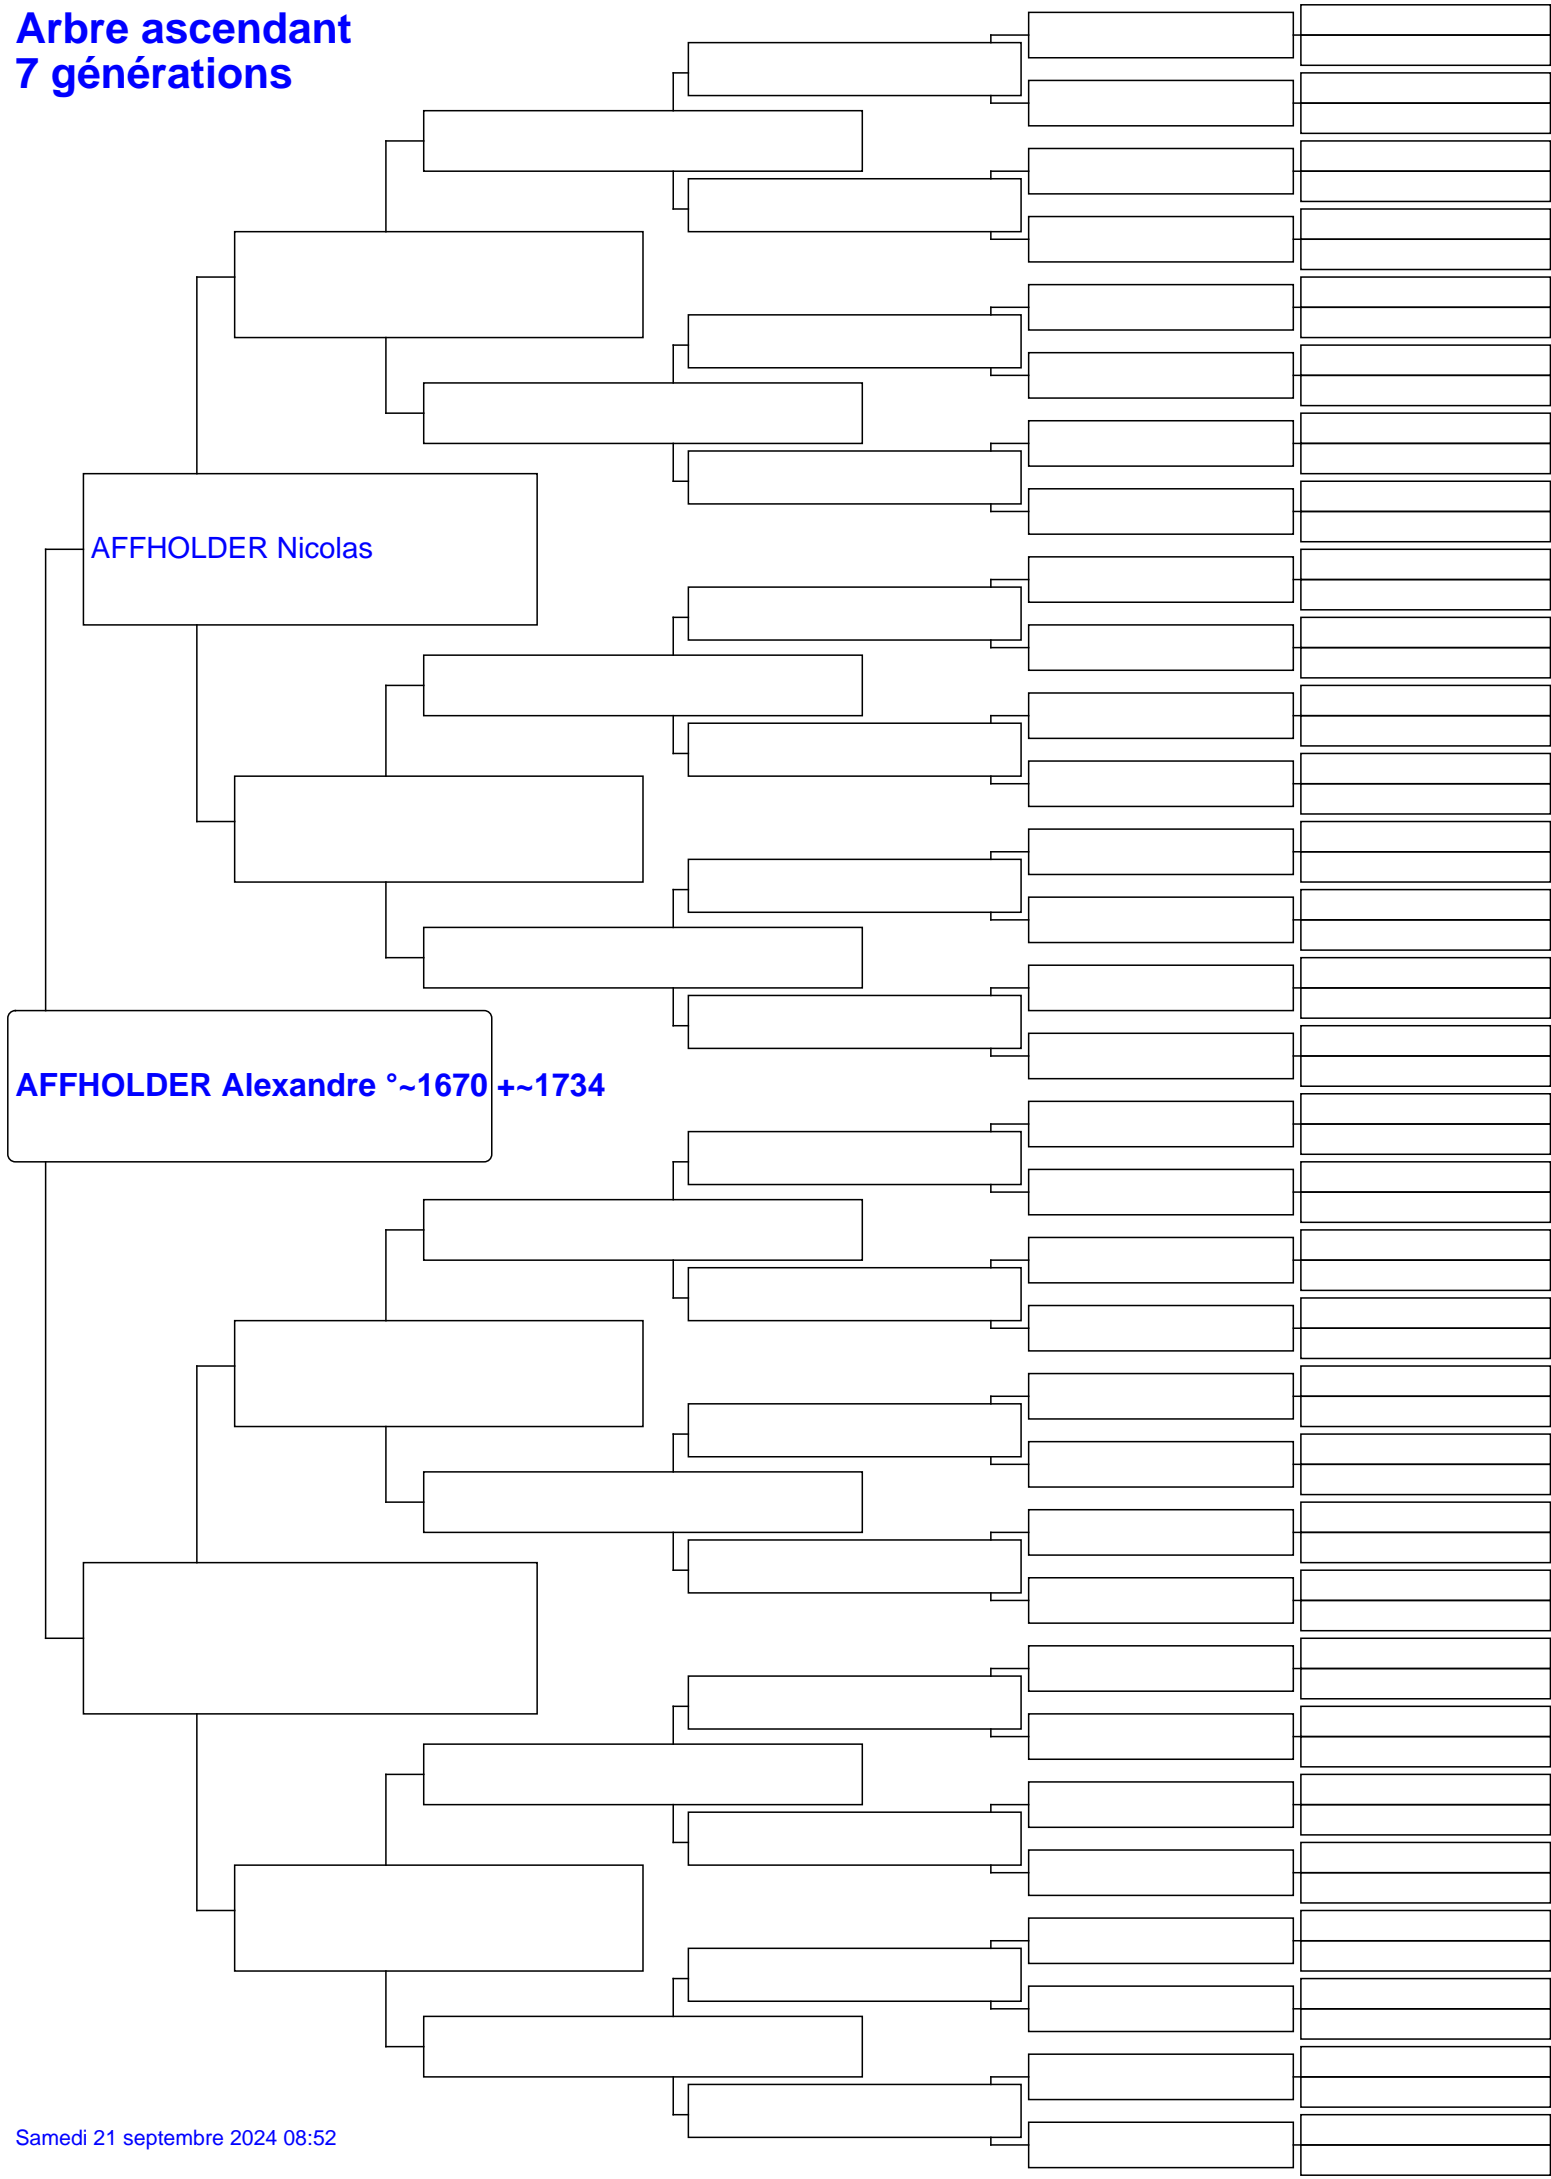 Arbre ascendant
7 générations
AFFHOLDER Nicolas
AFFHOLDER Alexandre °~1670 +~1734
Samedi 21 septembre 2024 08:52